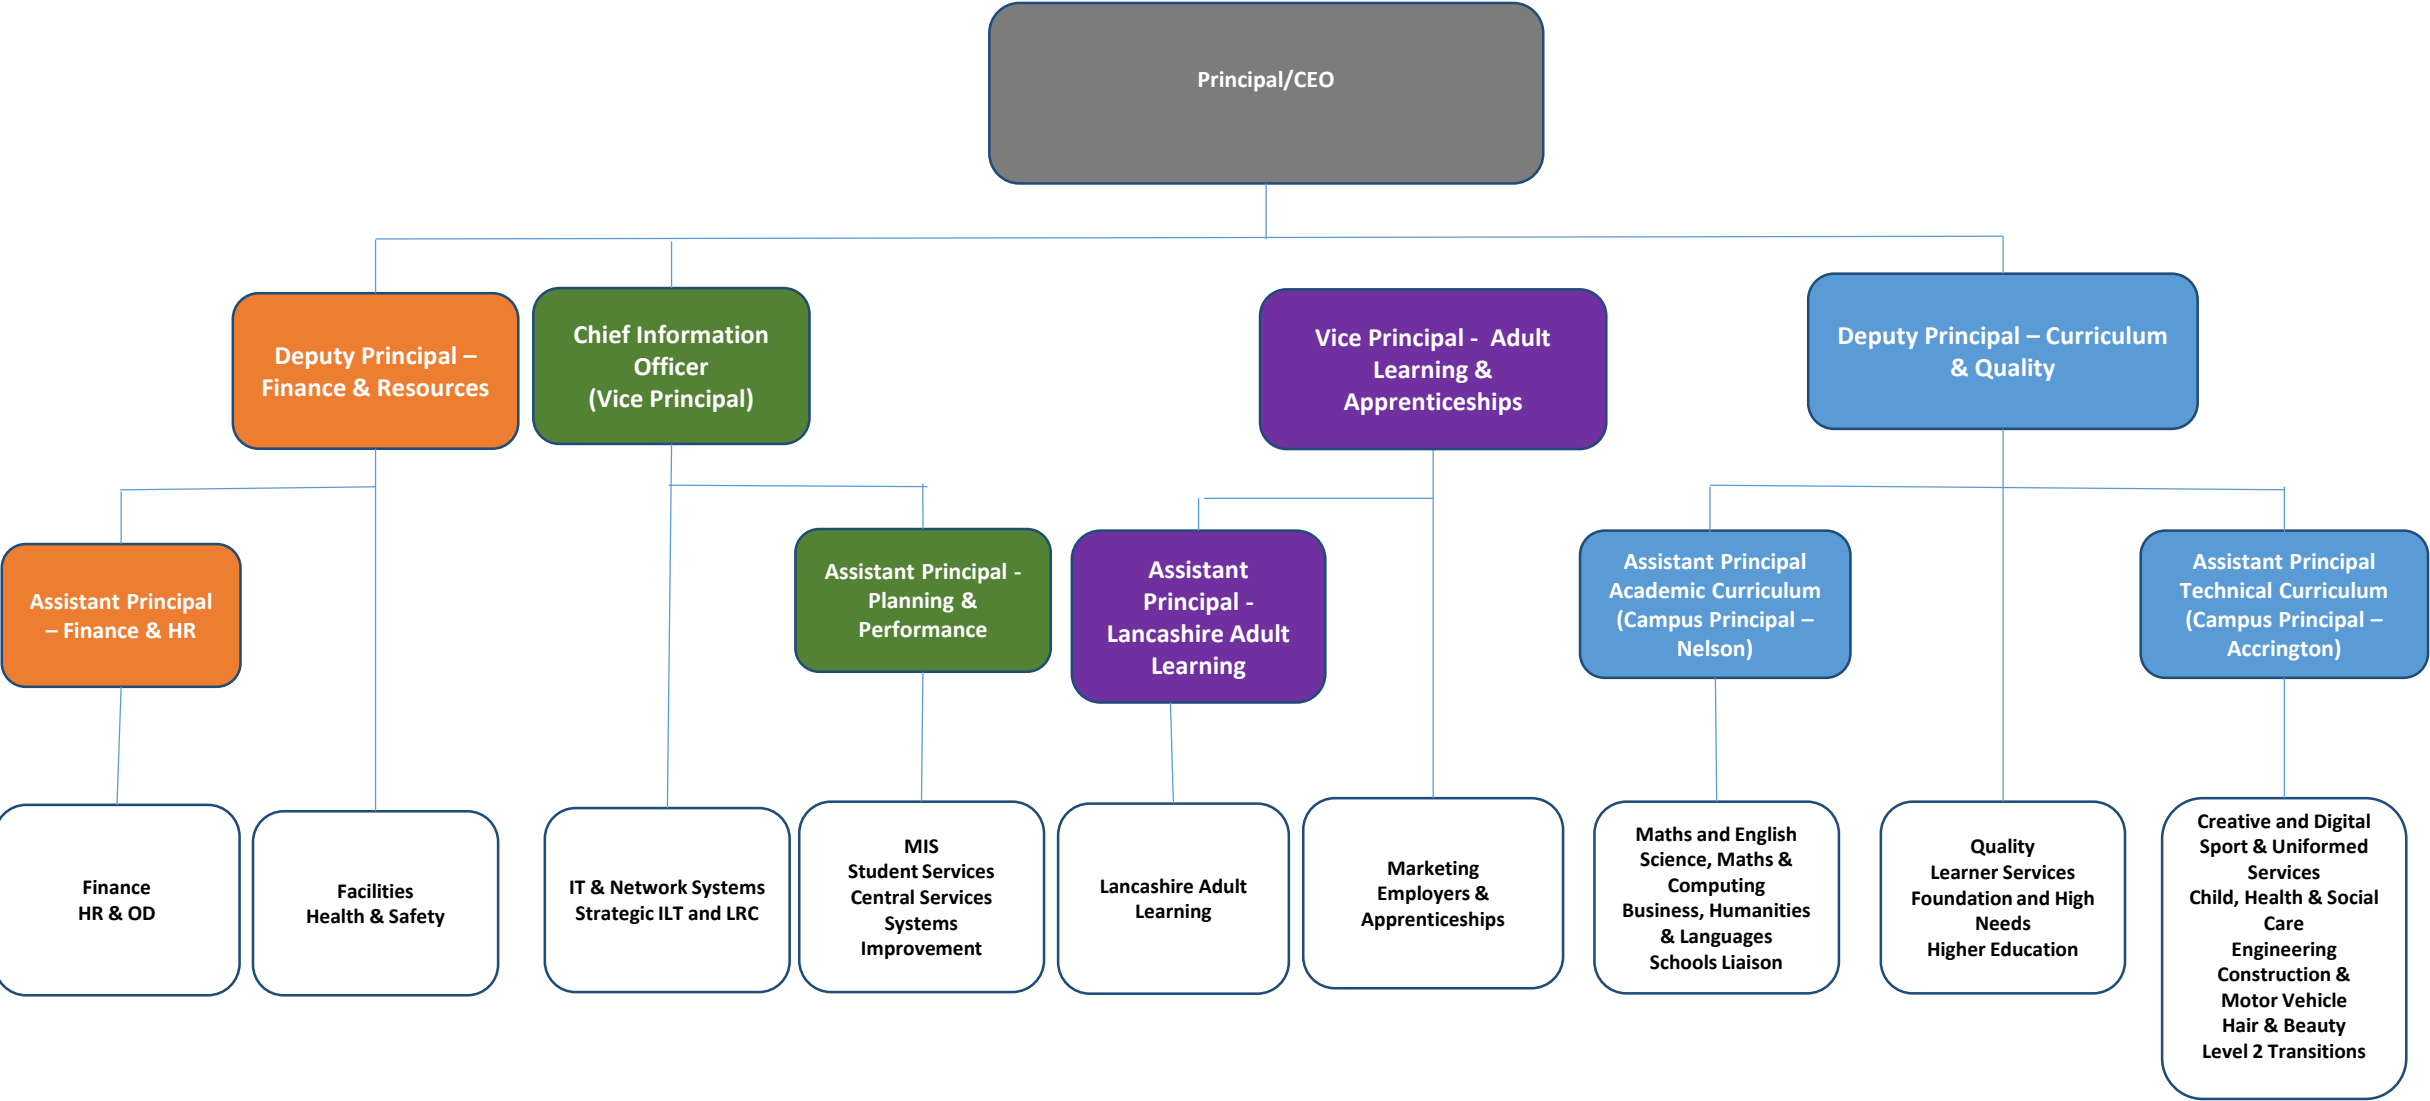 Principal/CEO
Deputy Principal –
Finance & Resources
Chief Information
Officer
(Vice Principal)
Vice Principal -  Adult
Learning &
Apprenticeships
Deputy Principal – Curriculum
& Quality
Assistant Principal
– Finance & HR
Assistant Principal -
Planning &
Performance
Assistant
Principal -
Lancashire Adult
Learning
Assistant Principal
Academic Curriculum
(Campus Principal –
Nelson)
Assistant Principal
Technical Curriculum
(Campus Principal –
Accrington)
Finance
HR & OD
Facilities
Health & Safety
IT & Network Systems
Strategic ILT and LRC
MIS
Student Services
Central Services
Systems
Improvement
Lancashire Adult
Learning
Marketing
Employers &
Apprenticeships
Maths and English
Science, Maths &
Computing
Business, Humanities
& Languages
Schools Liaison
Quality
Learner Services
Foundation and High
Needs
Higher Education
Creative and Digital
Sport & Uniformed
Services
Child, Health & Social
Care
Engineering
Construction &
Motor Vehicle
Hair & Beauty
Level 2 Transitions